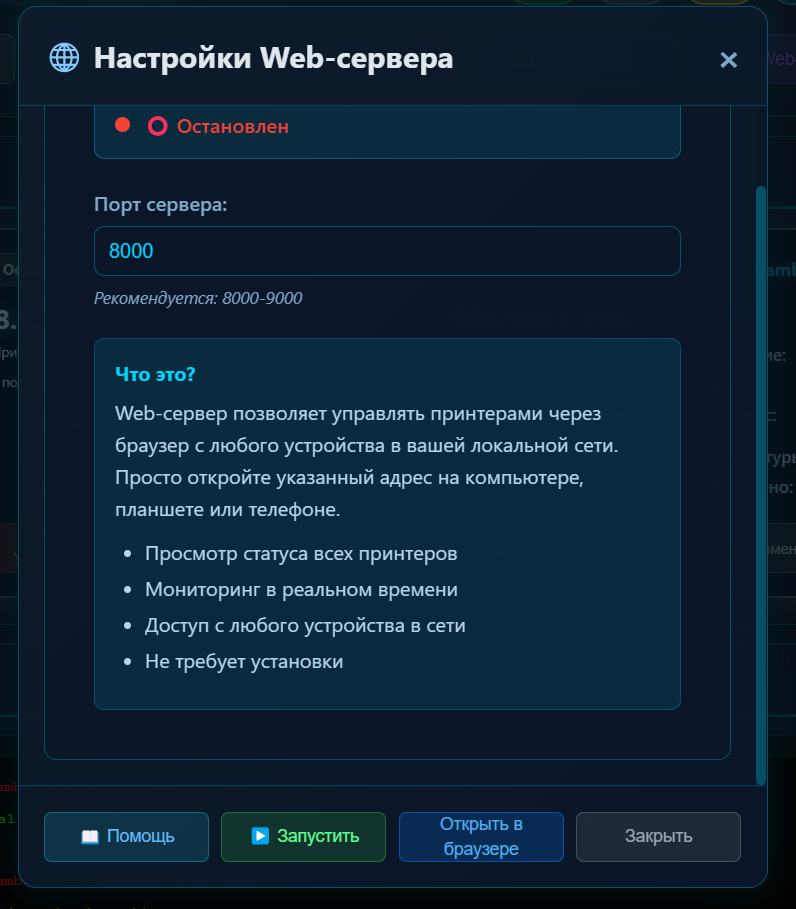 Настройки Web-сервера
×
Остановлен
Порт сервера:
8000
Рекомендуется: 8000-9000
Что это?
Web-сервер позволяет управлять принтерами через
браузер с любого устройства в вашей локальной сети.
Просто откройте указанный адрес на компьютере,
планшете или телефоне.
• Просмотр статуса всех принтеров
• Мониторинг в реальном времени
• Доступ с любого устройства в сети
• Не требует установки
Помощь
Запустить
Открыть в
браузере
Закрыть